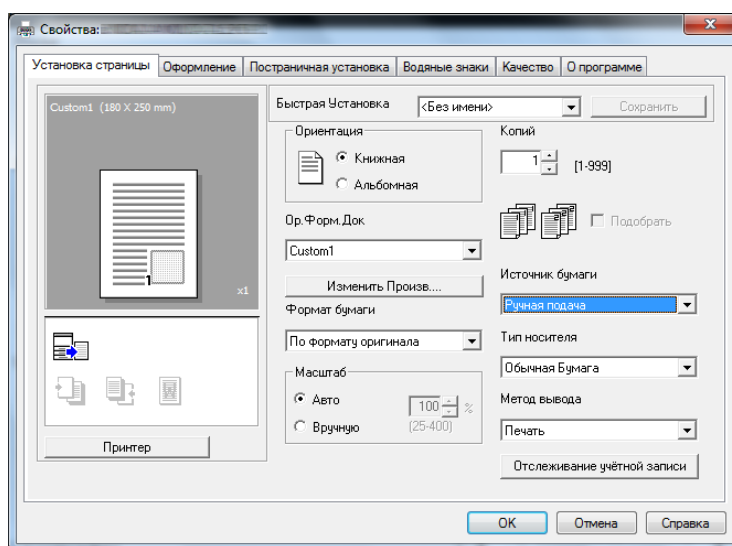 Свойства:
Установка страницы Оформление Постраничная установка Водяные знаки Качество О программе
Custom1 (180 X 250 mm)
x1
Принтер
Быстрая Установка <Без имени> Сохранить
Ориентация
Книжная
Альбомная
Ор.Форм.Док
Custom1
Изменить Произв....
Формат бумаги
По формату оригинала
Масштаб
Авто
100 %
Вручную (25-400)
Копий
1 [1-999]
Подобрать
Источник бумаги
Ручная подача
Тип носителя
Обычная Бумага
Метод вывода
Печать
Отслеживание учётной записи
OK Отмена Справка